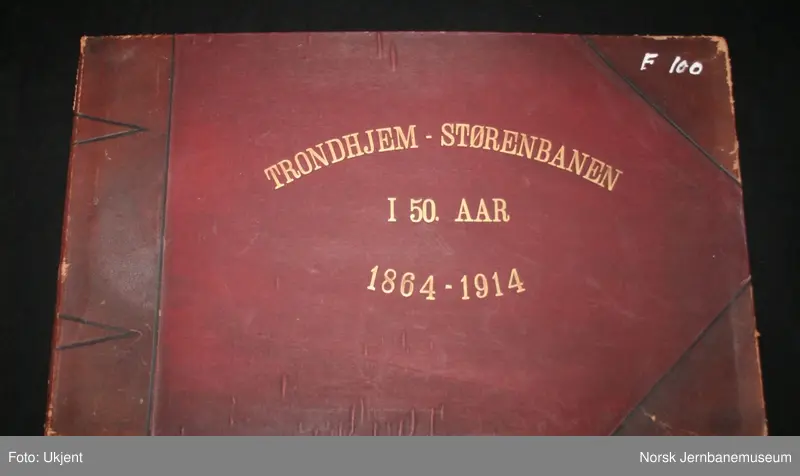 F 100
TRONDHJEM - STØRENBANEN
I 50. AAR
1864 - 1914
Foto: Ukjent
Norsk Jernbanemuseum